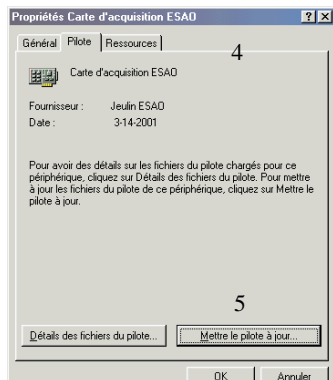 Propriétés Carte d'acquisition ESAO
Général Pilote Ressources
4
Carte d'acquisition ESAO
Fournisseur : Jeulin ESAO
Date : 3-14-2001
Pour avoir des détails sur les fichiers du pilote chargés pour ce
périphérique, cliquez sur Détails des fichiers du pilote. Pour mettre
à jour les fichiers du pilote de ce périphérique, cliquez sur Mettre le
pilote à jour.
5
Détails des fichiers du pilote... Mettre le pilote à jour...
OK Annuler